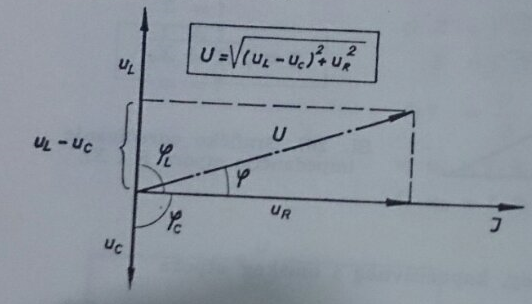 U = √(u_L − u_C)² + u_R²
u_L
u_L − u_C
U
φ_L
φ
u_R
φ_C
J
u_C